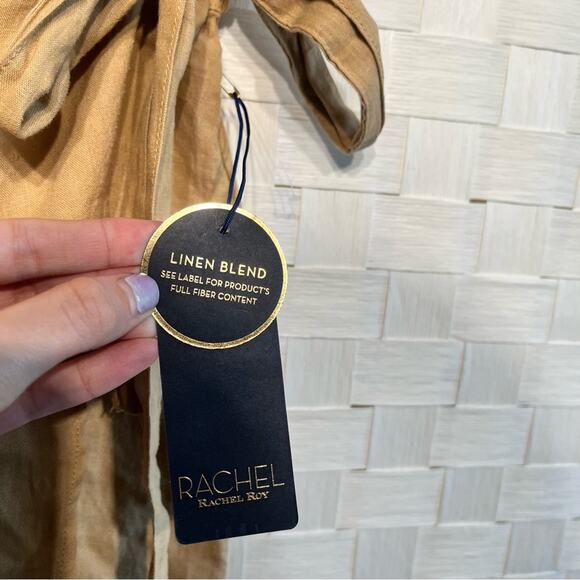 LINEN BLEND
SEE LABEL FOR PRODUCT'S
FULL FIBER CONTENT
RACHEL
RACHEL ROY